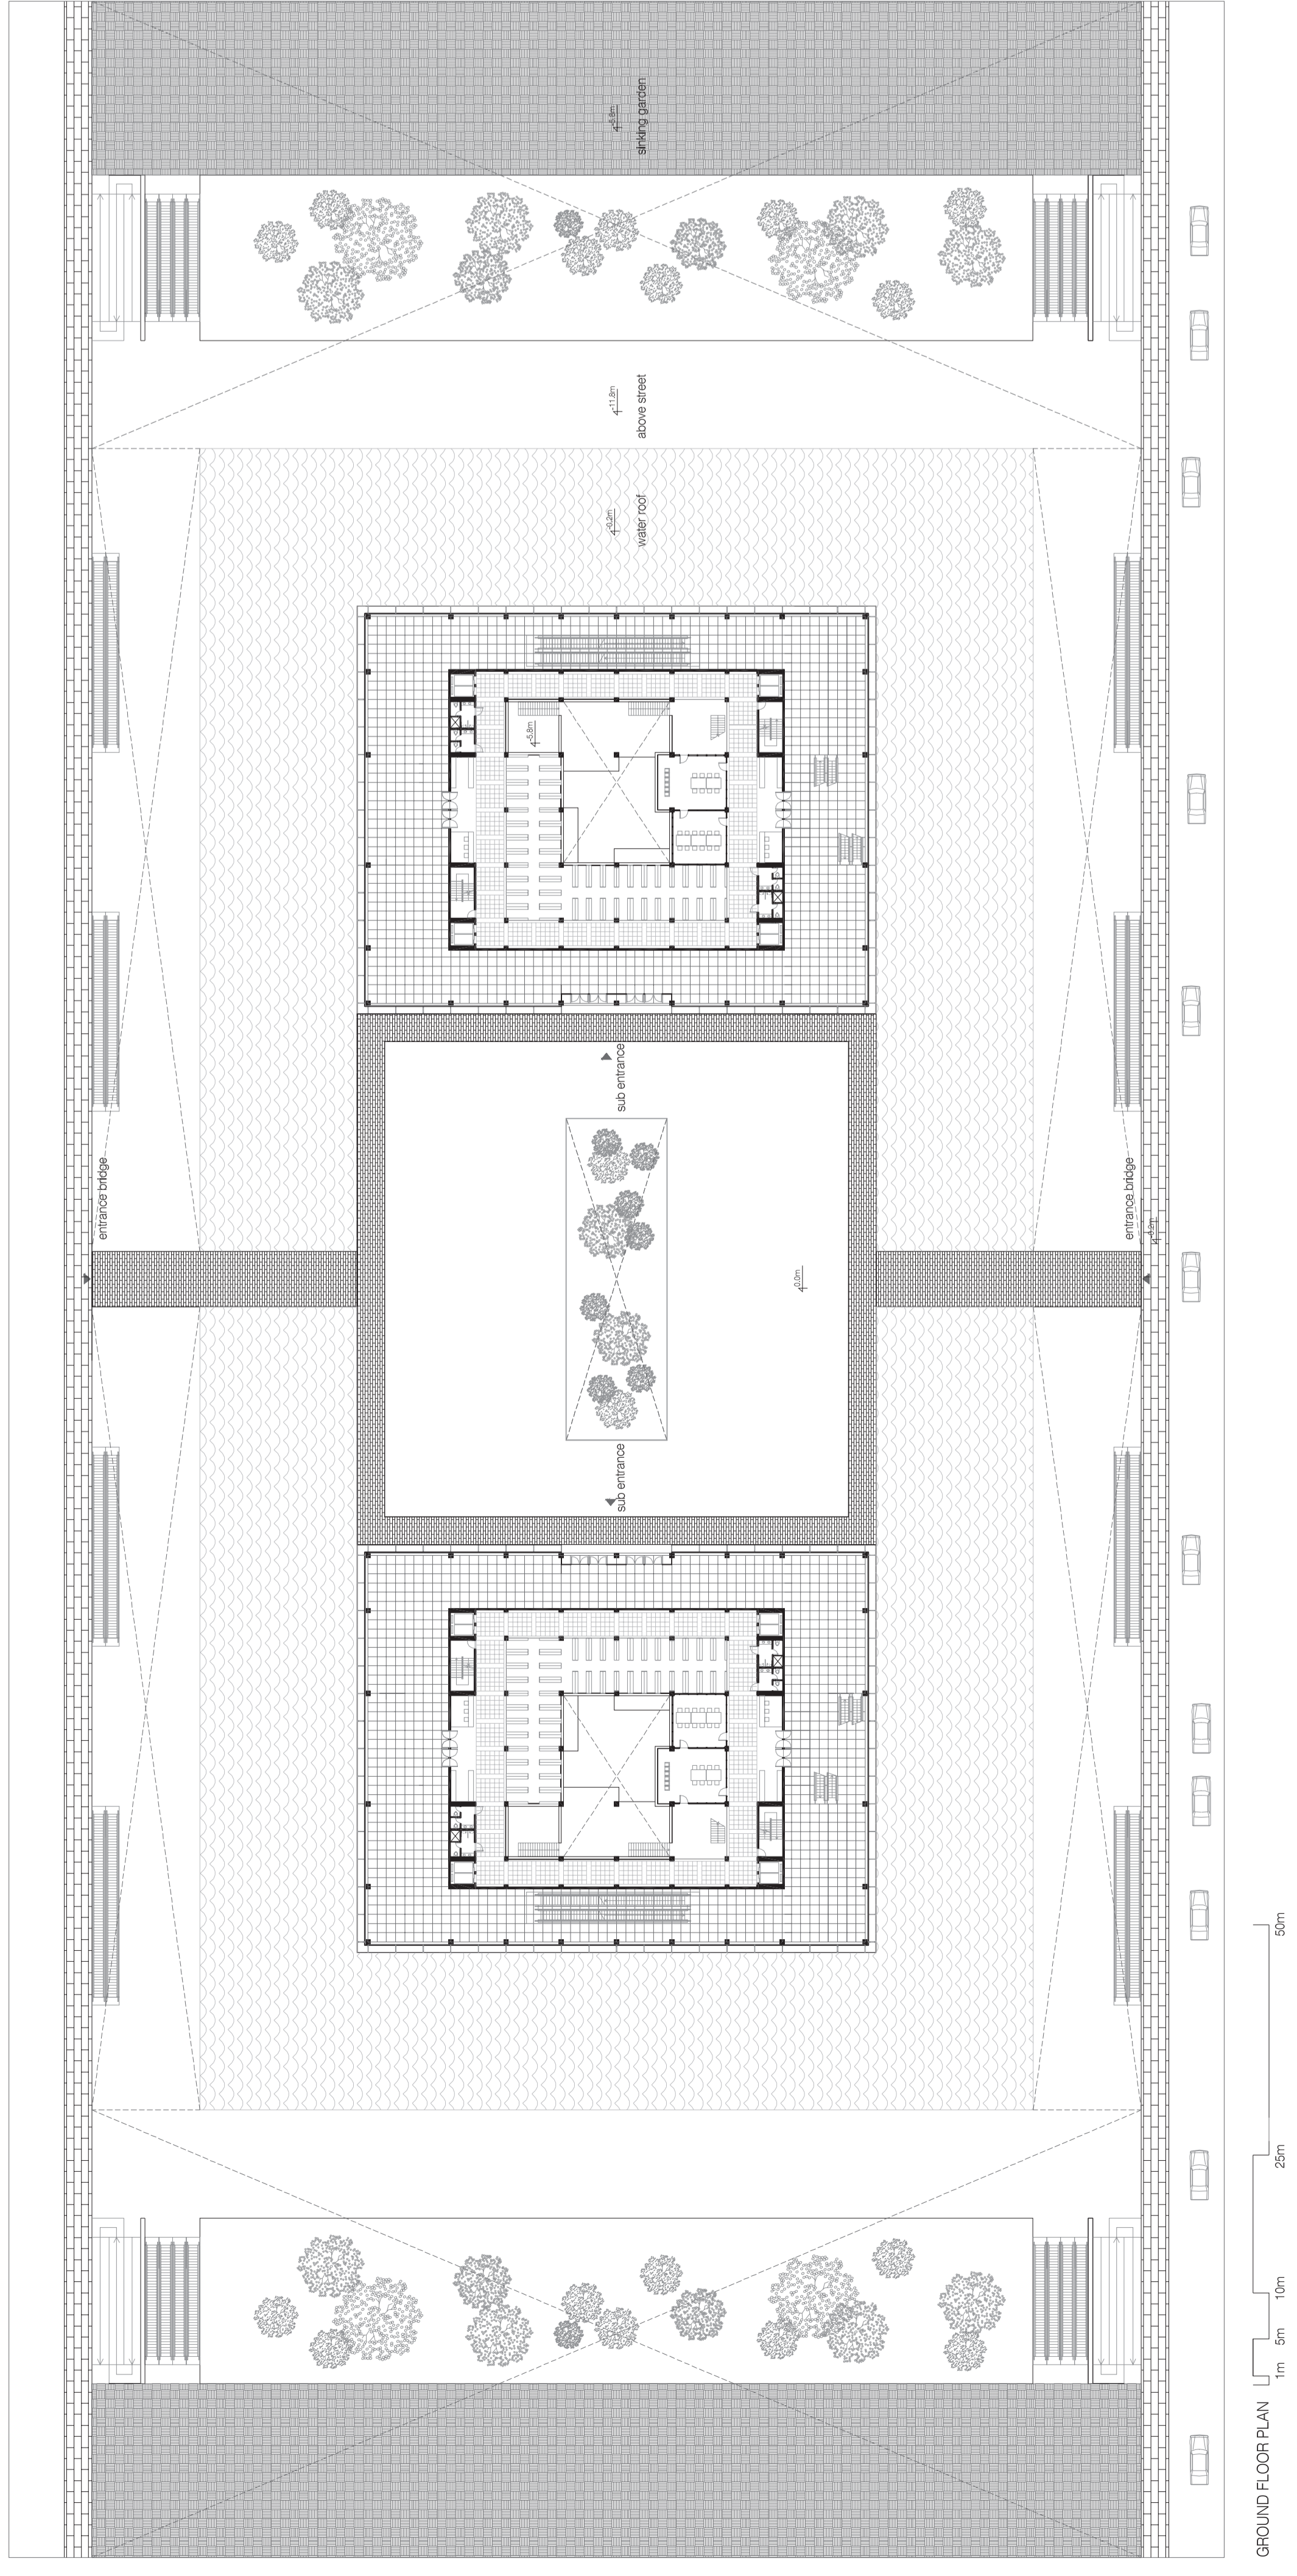 -5.8m
sinking garden
-11.8m
above street
-0.2m
water roof
-5.8m
sub entrance
entrance bridge
entrance bridge
0.0m
sub entrance
GROUND FLOOR PLAN
1m
5m
10m
25m
50m